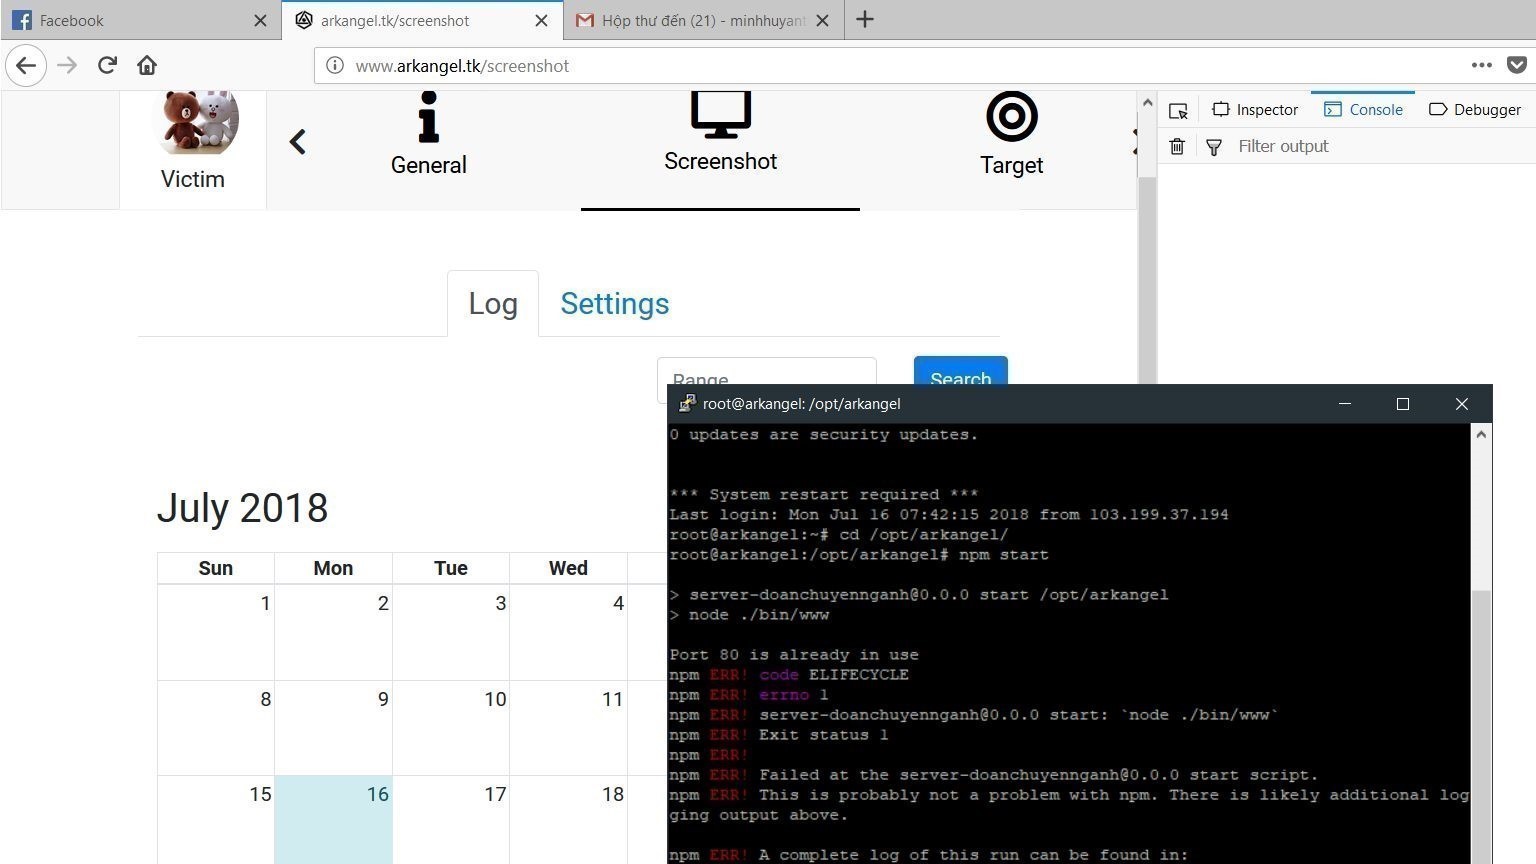 Facebook
arkangel.tk/screenshot
Hộp thư đến (21) - minhhuyant
www.arkangel.tk/screenshot
Inspector
Console
Debugger
Filter output
Victim
General
Screenshot
Target
Log
Settings
Range
Search
root@arkangel: /opt/arkangel
0 updates are security updates.
*** System restart required ***
Last login: Mon Jul 16 07:42:15 2018 from 103.199.37.194
root@arkangel:~# cd /opt/arkangel/
root@arkangel:/opt/arkangel# npm start
> server-doanchuyennganh@0.0.0 start /opt/arkangel
> node ./bin/www
Port 80 is already in use
npm ERR! code ELIFECYCLE
npm ERR! errno 1
npm ERR! server-doanchuyennganh@0.0.0 start: `node ./bin/www`
npm ERR! Exit status 1
npm ERR!
npm ERR! Failed at the server-doanchuyennganh@0.0.0 start script.
npm ERR! This is probably not a problem with npm. There is likely additional log
ging output above.
npm ERR! A complete log of this run can be found in:
July 2018
Sun Mon Tue Wed
1 2 3 4
8 9 10 11
15 16 17 18